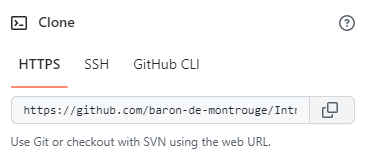 Clone
HTTPS SSH GitHub CLI
https://github.com/baron-de-montrouge/Intr
Use Git or checkout with SVN using the web URL.